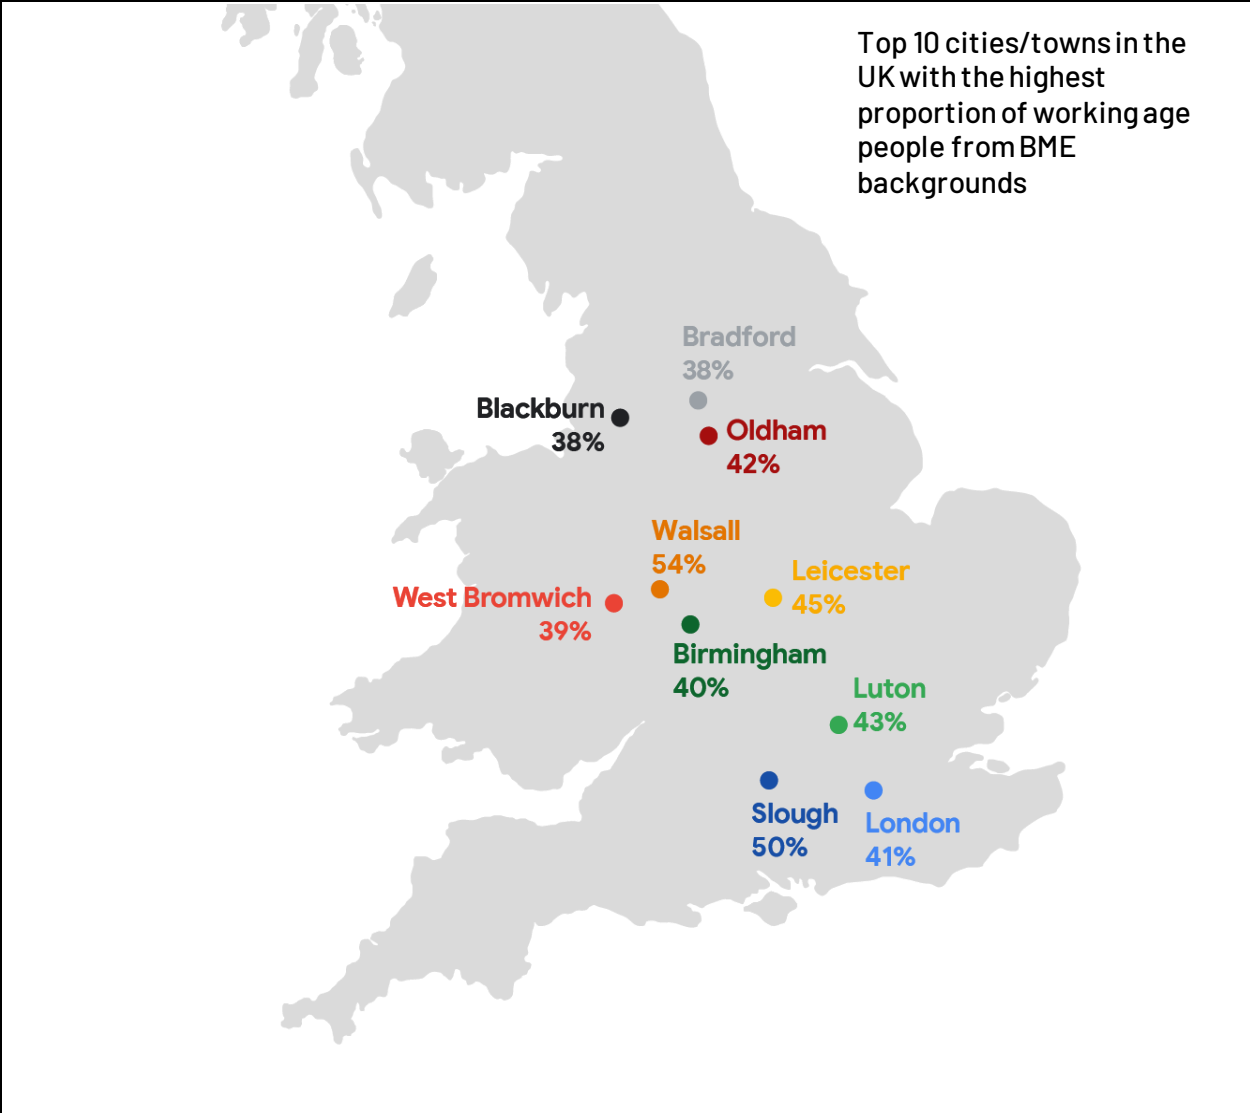 Top 10 cities/towns in the
UK with the highest
proportion of working age
people from BME
backgrounds
Bradford
38%
Blackburn
38%
Oldham
42%
Walsall
54%
Leicester
45%
West Bromwich
39%
Birmingham
40%
Luton
43%
Slough
50%
London
41%